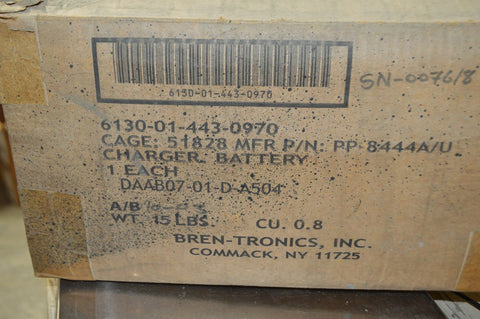 6130-01-443-0970
SN-00761/8
6130-01-443-0970
CAGE: 51828 MFR P/N: PP-8444A/U
CHARGER, BATTERY
1 EACH
DAAB07-01-D-A504
A/B
WT. 15 LBS. CU. 0.8
BREN-TRONICS, INC.
COMMACK, NY 11725